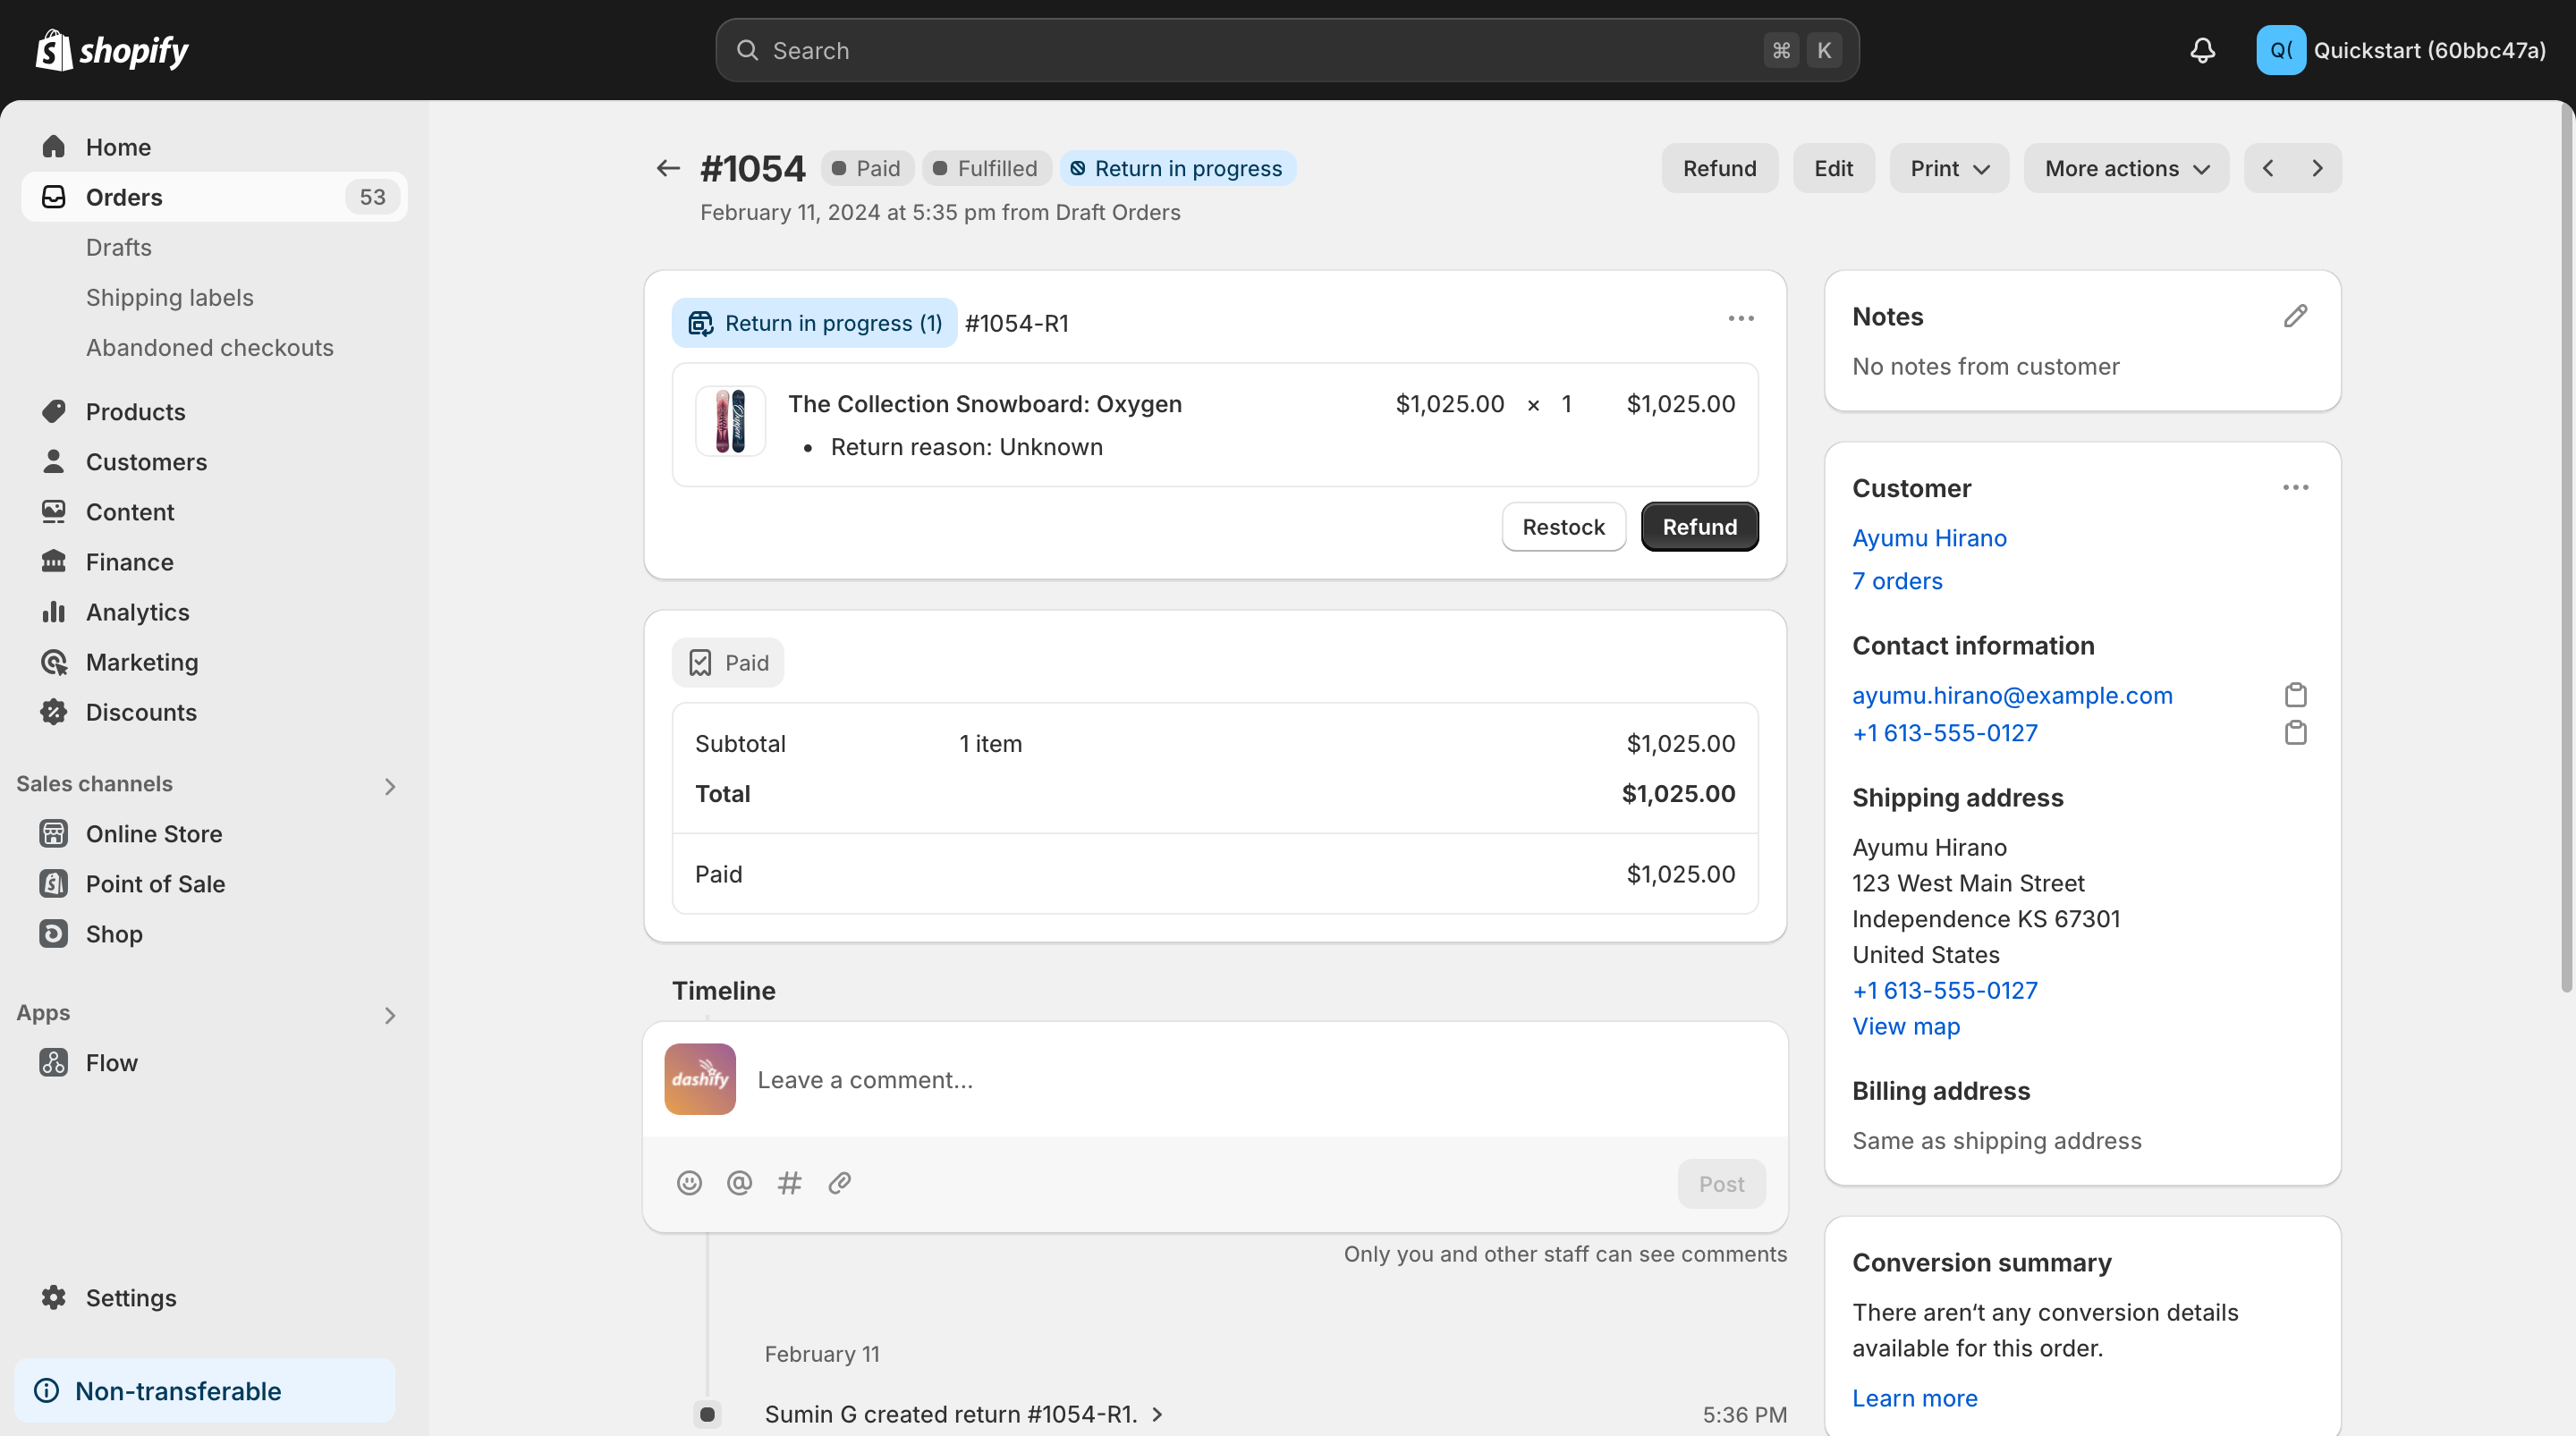 shopify
Search
⌘ K
Q( Quickstart (60bbc47a)
Home
Orders 53
Drafts
Shipping labels
Abandoned checkouts
Products
Customers
Content
Finance
Analytics
Marketing
Discounts
Sales channels
Online Store
Point of Sale
Shop
Apps
Flow
Settings
Non-transferable
#1054 Paid Fulfilled Return in progress
February 11, 2024 at 5:35 pm from Draft Orders
Refund Edit Print More actions
Return in progress (1) #1054-R1
The Collection Snowboard: Oxygen $1,025.00 × 1 $1,025.00
• Return reason: Unknown
Restock Refund
Paid
Subtotal 1 item $1,025.00
Total $1,025.00
Paid $1,025.00
Timeline
dashify
Leave a comment...
@ #
Post
Only you and other staff can see comments
February 11
Sumin G created return #1054-R1. 5:36 PM
Notes
No notes from customer
Customer
Ayumu Hirano
7 orders
Contact information
ayumu.hirano@example.com
+1 613-555-0127
Shipping address
Ayumu Hirano
123 West Main Street
Independence KS 67301
United States
+1 613-555-0127
View map
Billing address
Same as shipping address
Conversion summary
There aren't any conversion details
available for this order.
Learn more